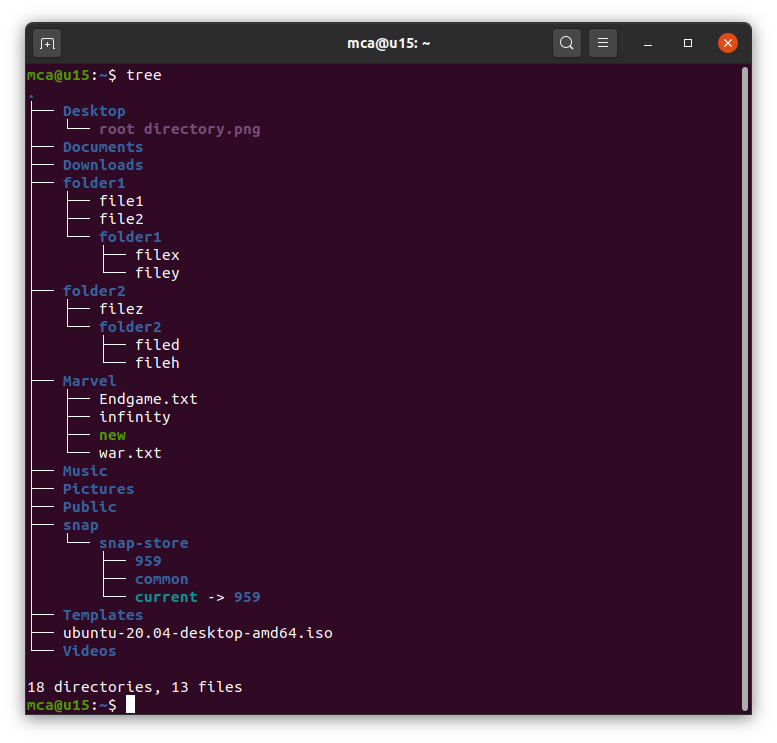 mca@u15: ~
mca@u15:~$ tree
.
├── Desktop
│   └── root directory.png
├── Documents
├── Downloads
├── folder1
│   ├── file1
│   ├── file2
│   └── folder1
│       ├── filex
│       └── filey
├── folder2
│   ├── filez
│   └── folder2
│       ├── filed
│       └── fileh
├── Marvel
│   ├── Endgame.txt
│   ├── infinity
│   ├── new
│   └── war.txt
├── Music
├── Pictures
├── Public
├── snap
│   └── snap-store
│       ├── 959
│       ├── common
│       └── current -> 959
├── Templates
├── ubuntu-20.04-desktop-amd64.iso
└── Videos

18 directories, 13 files
mca@u15:~$